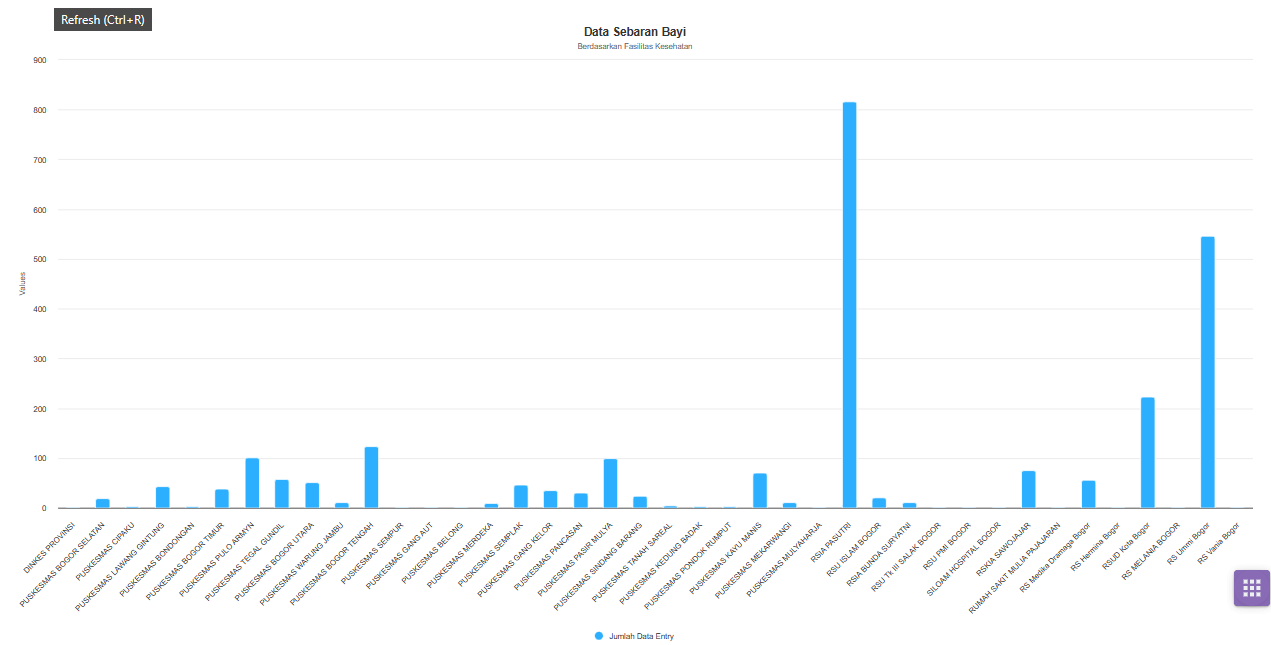 Refresh (Ctrl+R)
Data Sebaran Bayi
Berdasarkan Fasilitas Kesehatan
Values
900
800
700
600
500
400
300
200
100
0
DINKES PROVINSI
PUSKESMAS BOGOR SELATAN
PUSKESMAS CIPAKU
PUSKESMAS LAWANG GINTUNG
PUSKESMAS BONDONGAN
PUSKESMAS BOGOR TIMUR
PUSKESMAS PULO ARMYN
PUSKESMAS TEGAL GUNDIL
PUSKESMAS BOGOR UTARA
PUSKESMAS WARUNG JAMBU
PUSKESMAS BOGOR TENGAH
PUSKESMAS SEMPUR
PUSKESMAS GANG AUT
PUSKESMAS BELONG
PUSKESMAS MERDEKA
PUSKESMAS SEMPLAK
PUSKESMAS GANG KELOR
PUSKESMAS PANCASAN
PUSKESMAS PASIR MULYA
PUSKESMAS SINDANG BARANG
PUSKESMAS TANAH SAREAL
PUSKESMAS KEDUNG BADAK
PUSKESMAS PONDOK RUMPUT
PUSKESMAS KAYU MANIS
PUSKESMAS MEKARWANGI
PUSKESMAS MULYAHARJA
RSIA PASUTRI
RSU ISLAM BOGOR
RSIA BUNDA SURYATNI
RSU Tk III SALAK BOGOR
RSU PMI BOGOR
SILOAM HOSPITAL BOGOR
RSKIA SAWOJAJAR
RUMAH SAKIT MULIA PAJAJARAN
RS Medika Dramaga Bogor
RS Hermina Bogor
RSUD Kota Bogor
RS MELANIA BOGOR
RS Ummi Bogor
RS Vania Bogor
Jumlah Data Entry